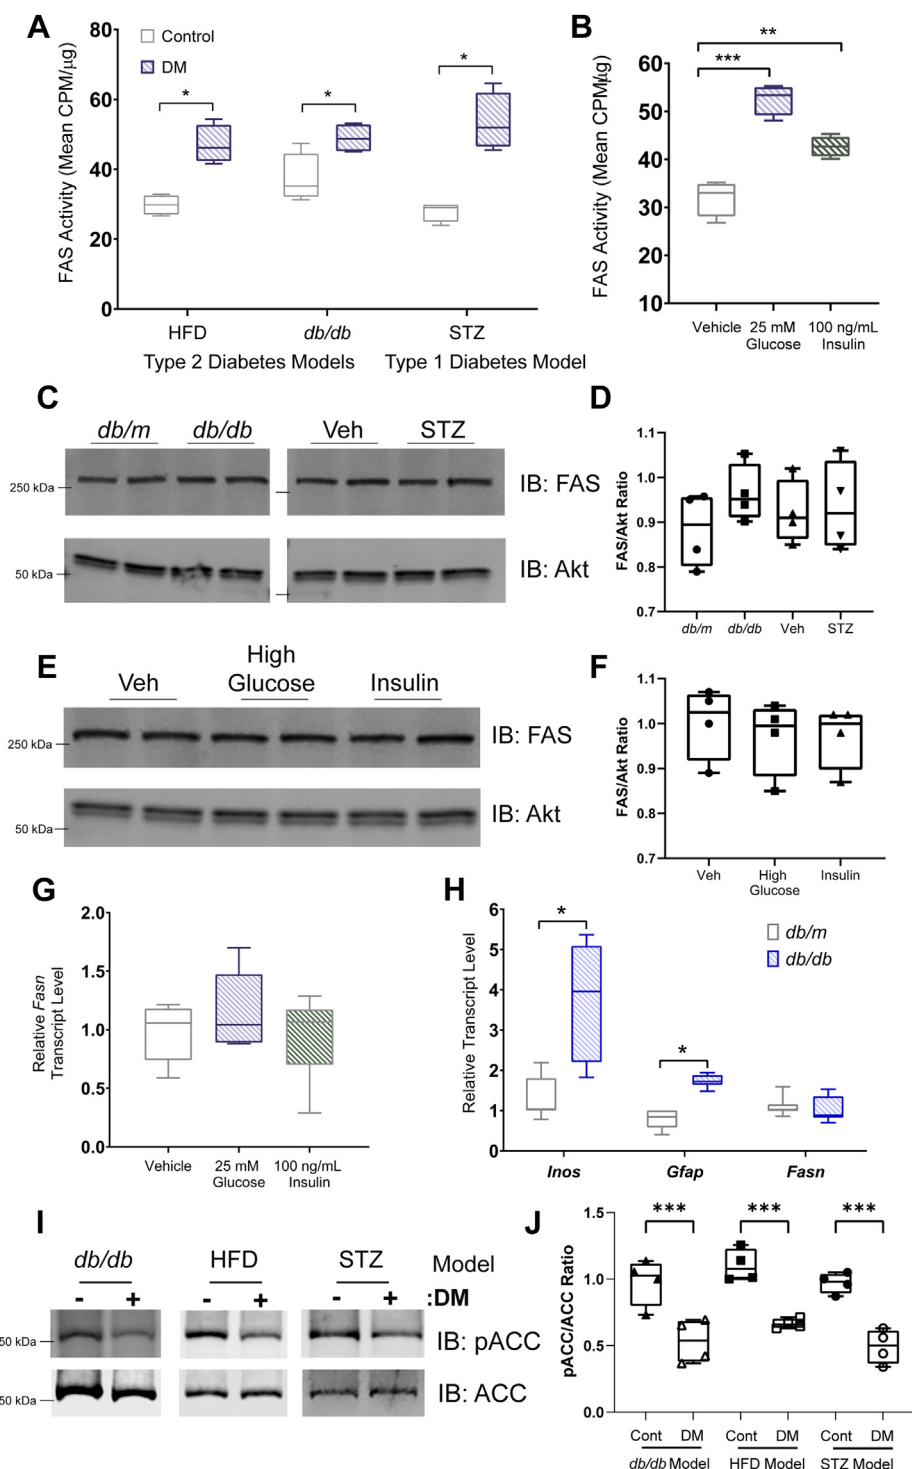 A
FAS Activity (Mean CPM/μg)
80
60
40
20
0
Control
DM
*
*
*
HFD
db/db
STZ
Type 2 Diabetes Models
Type 1 Diabetes Model
B
FAS Activity (Mean CPM/μg)
60
50
40
30
20
10
**
***
Vehicle
25 mM
Glucose
100 ng/mL
Insulin
C
db/m
db/db
Veh
STZ
250 kDa
IB: FAS
50 kDa
IB: Akt
D
FAS/Akt Ratio
1.1
1.0
0.9
0.8
0.7
db/m
db/db
Veh
STZ
E
Veh
High
Glucose
Insulin
250 kDa
IB: FAS
50 kDa
IB: Akt
F
FAS/Akt Ratio
1.1
1.0
0.9
0.8
0.7
Veh
High
Glucose
Insulin
G
Relative Fasn
Transcript Level
2.0
1.5
1.0
0.5
0.0
Vehicle
25 mM
Glucose
100 ng/mL
Insulin
H
Relative Transcript Level
6
5
4
3
2
1
0
*
*
db/m
db/db
Inos
Gfap
Fasn
I
db/db
HFD
STZ
Model
- + - + - + :DM
50 kDa
IB: pACC
50 kDa
IB: ACC
J
pACC/ACC Ratio
1.5
1.0
0.5
0.0
***
***
***
Cont DM Cont DM Cont DM
db/db Model
HFD Model
STZ Model